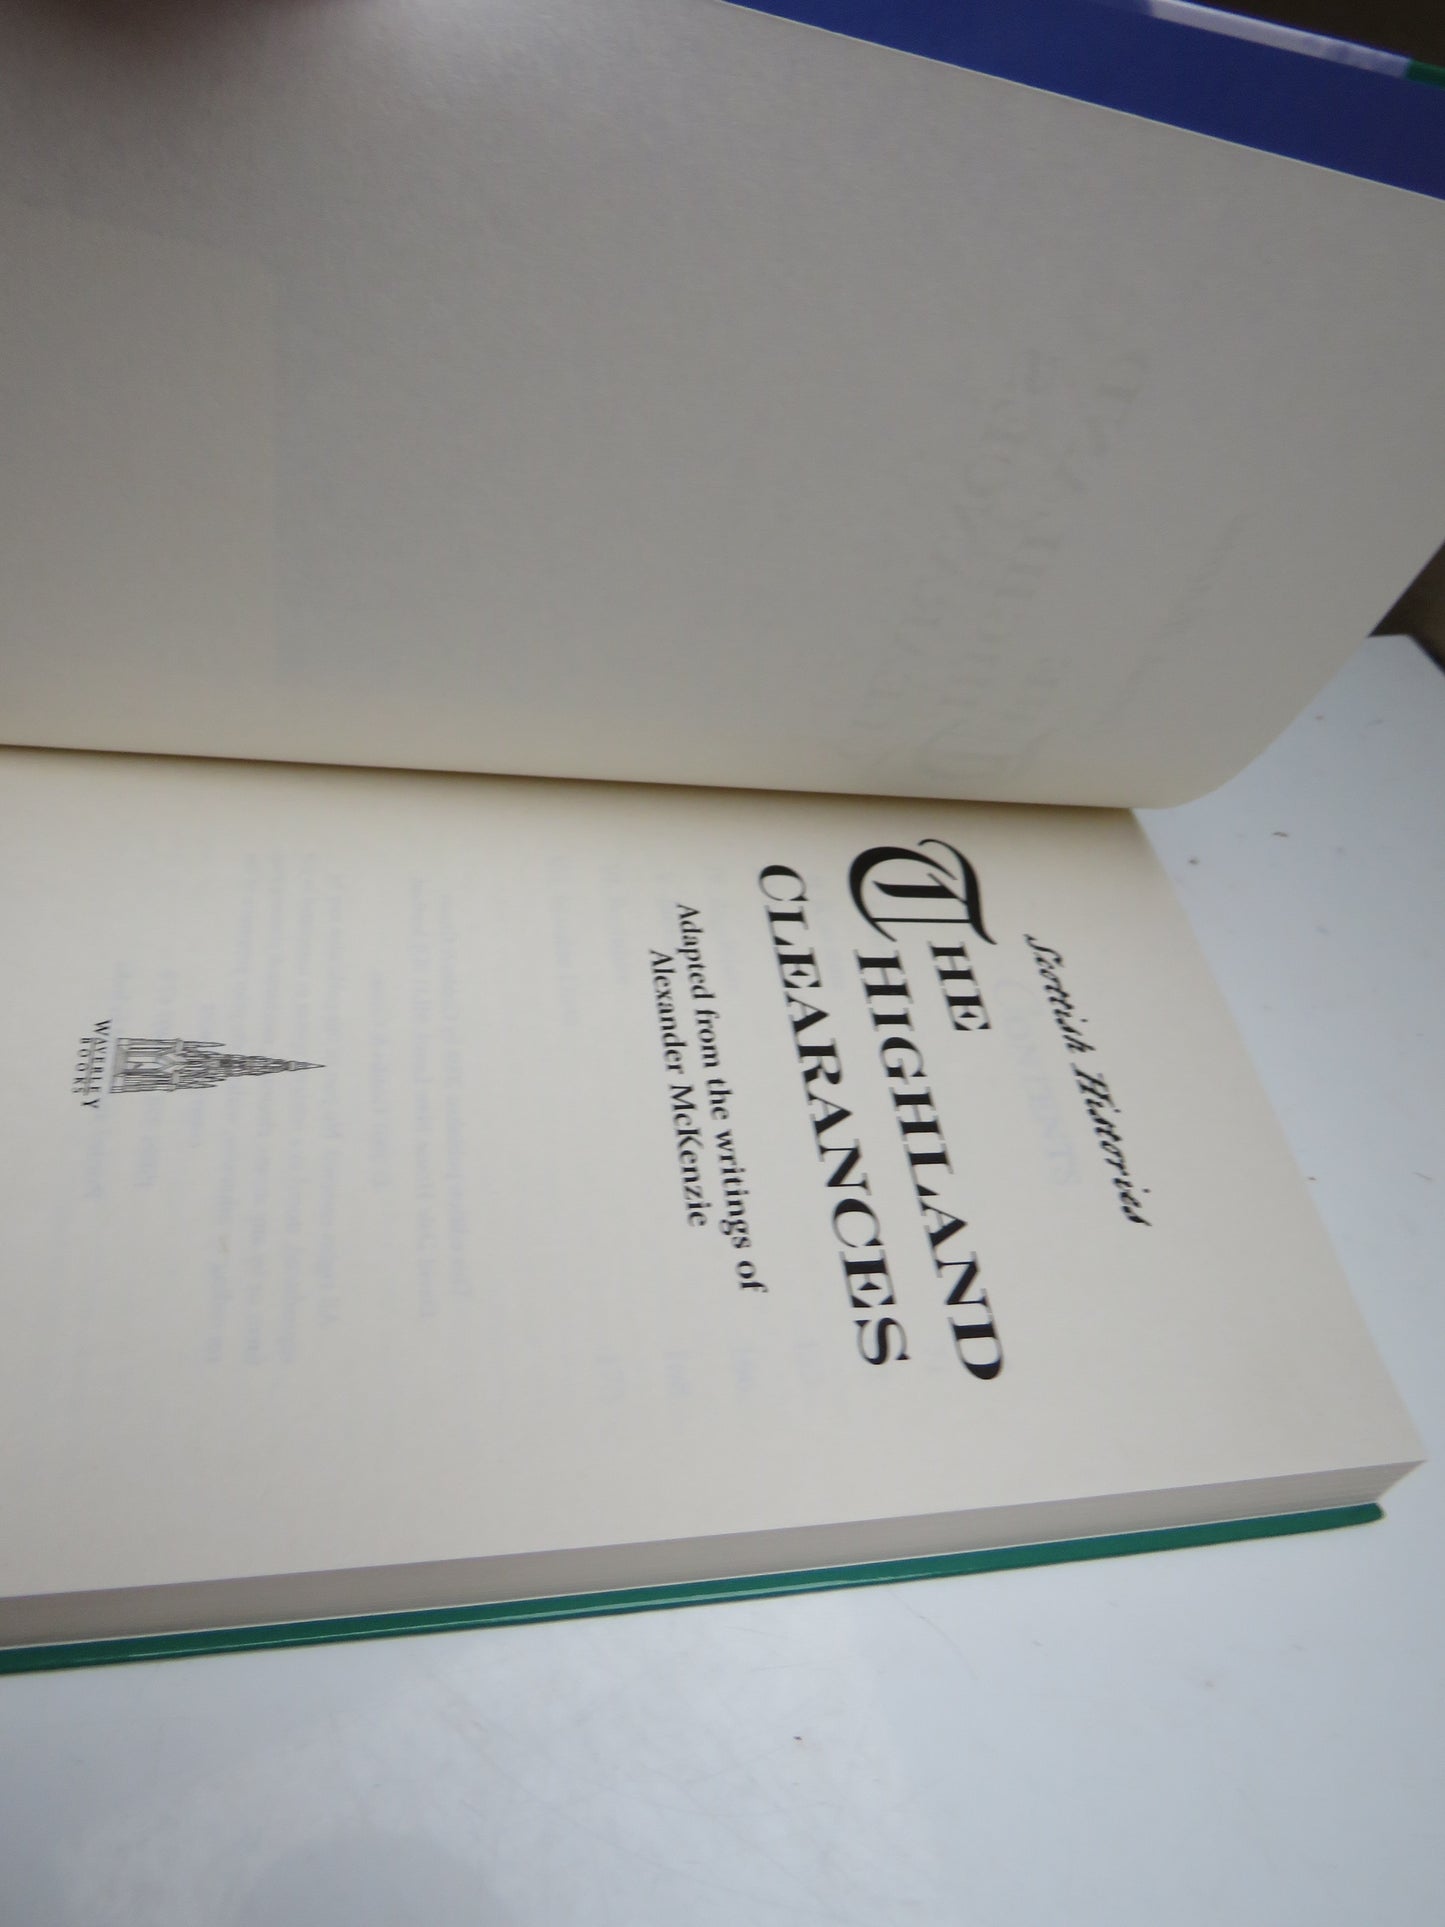 Scottish Histories
THE
HIGHLAND
CLEARANCES
Adapted from the writings of
Alexander McKenzie
WAVERLEY
BOOKS